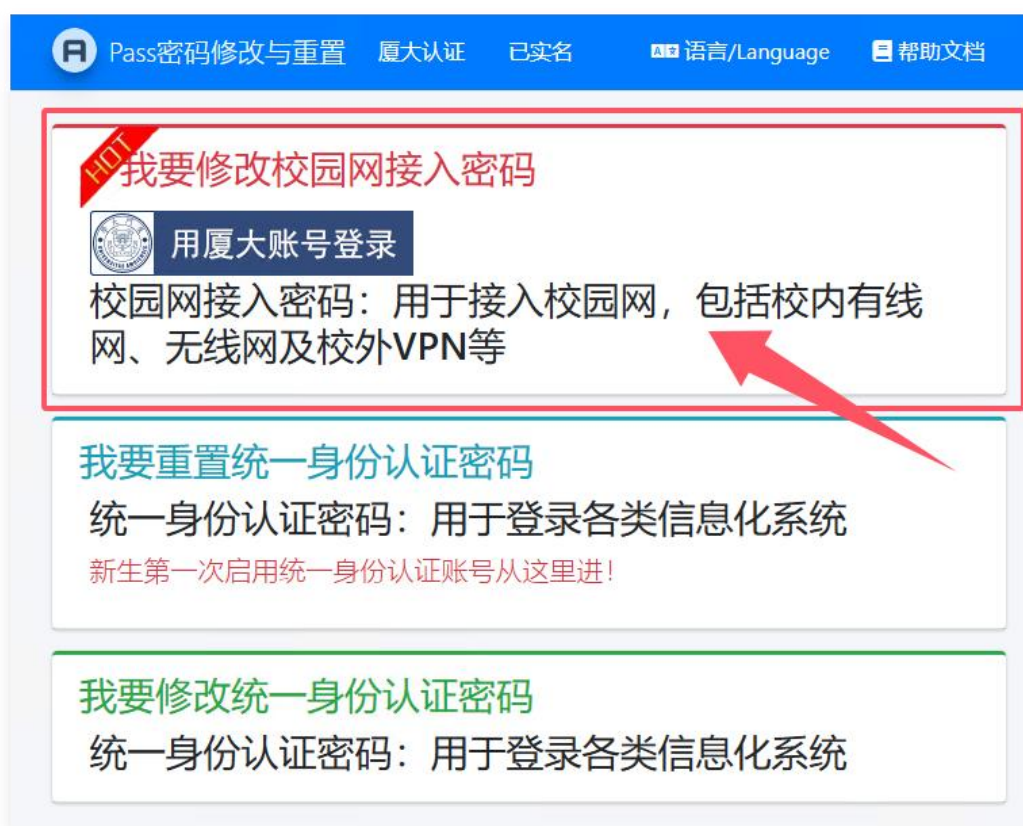 Pass密码修改与重置 厦大认证 已实名 语言/Language 帮助文档
HOT
我要修改校园网接入密码
用厦大账号登录
校园网接入密码：用于接入校园网，包括校内有线
网、无线网及校外VPN等
我要重置统一身份认证密码
统一身份认证密码：用于登录各类信息化系统
新生第一次启用统一身份认证账号从这里进！
我要修改统一身份认证密码
统一身份认证密码：用于登录各类信息化系统